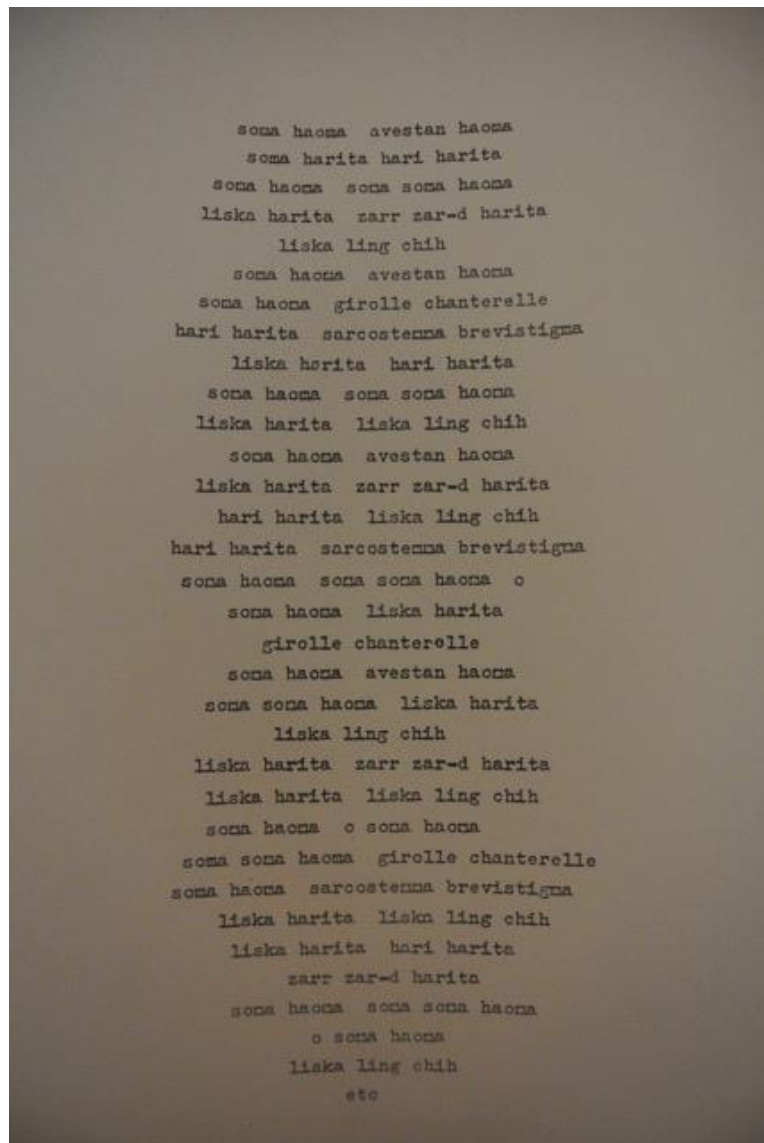 soma haoma avestan haoma
soma harita hari harita
soma haoma soma soma haoma
liska harita zarr zar-d harita
liska ling chih
soma haoma avestan haoma
soma haoma girolle chanterelle
hari harita sarcostemma brevistigma
liska harita hari harita
soma haoma soma soma haoma
liska harita liska ling chih
soma haoma avestan haoma
liska harita zarr zar-d harita
hari harita liska ling chih
hari harita sarcostemma brevistigma
soma haoma soma soma haoma o
soma haoma liska harita
girolle chanterelle
soma haoma avestan haoma
soma soma haoma liska harita
liska ling chih
liska harita zarr zar-d harita
liska harita liska ling chih
soma haoma o soma haoma
soma soma haoma girolle chanterelle
soma haoma sarcostemma brevistigma
liska harita liska ling chih
liska harita hari harita
zarr zar-d harita
soma haoma soma soma haoma
o soma haoma
liska ling chih
etc